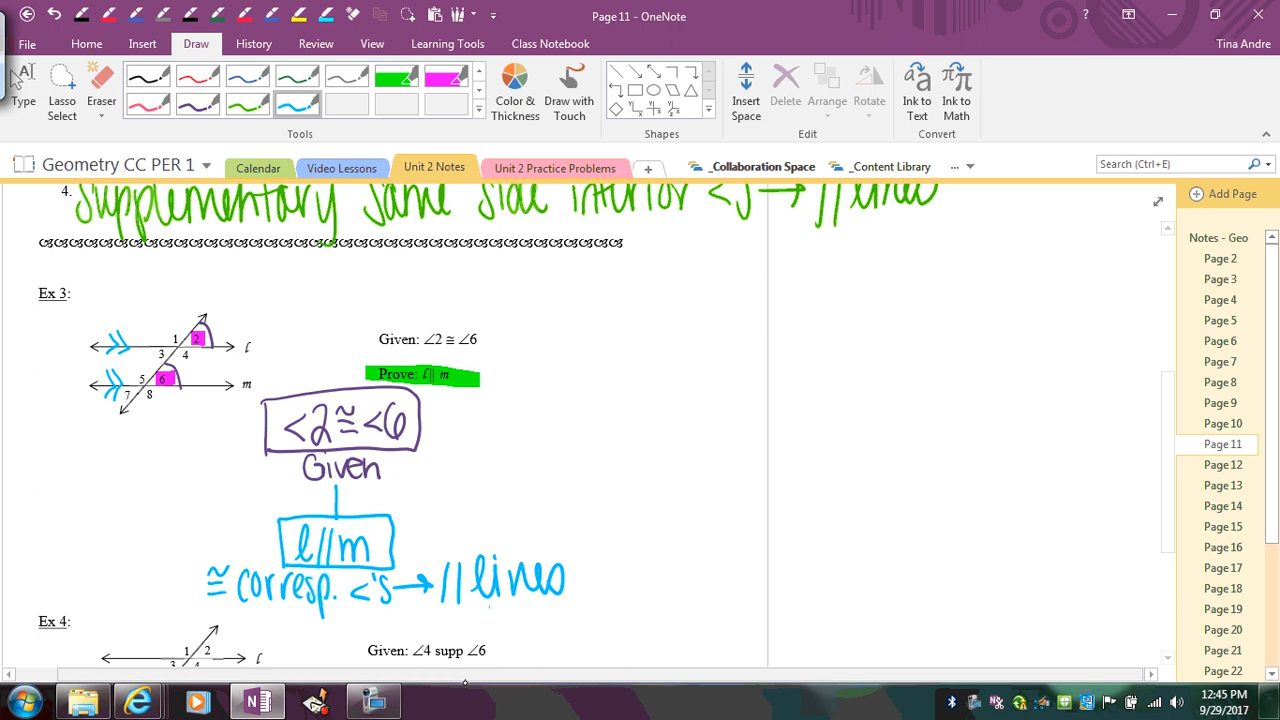 Page 11 - OneNote
?
File
Home
Insert
Draw
History
Review
View
Learning Tools
Class Notebook
Tina Andre
Type
Lasso Select
Eraser
Color & Thickness
Draw with Touch
Insert Space
Delete
Arrange
Rotate
Ink to Text
Ink to Math
Tools
Shapes
Edit
Convert
Geometry CC PER 1
Calendar
Video Lessons
Unit 2 Notes
Unit 2 Practice Problems
_Collaboration Space
_Content Library
...
Search (Ctrl+E)
4. Supplementary same side interior <'s → // lines
Add Page
Notes - Geo
Page 2
Page 3
Page 4
Page 5
Page 6
Page 7
Page 8
Page 9
Page 10
Page 11
Page 12
Page 13
Page 14
Page 15
Page 16
Page 17
Page 18
Page 19
Page 20
Page 21
Page 22
Ex 3:
1 2
3 4
l
5 6
7 8
m
Given: ∠2 ≅ ∠6
Prove: l || m
<2 ≅ <6
Given
l // m
≅ corresp. <'s → // lines
Ex 4:
1 2
3 4
l
Given: ∠4 supp ∠6
12:45 PM
9/29/2017